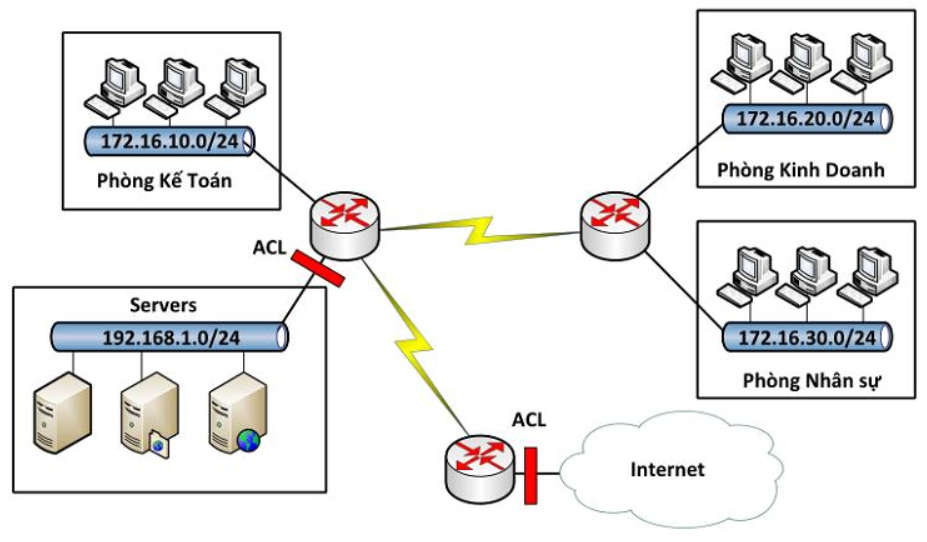 172.16.10.0/24
Phòng Kế Toán
172.16.20.0/24
Phòng Kinh Doanh
ACL
Servers
192.168.1.0/24
172.16.30.0/24
Phòng Nhân sự
ACL
Internet